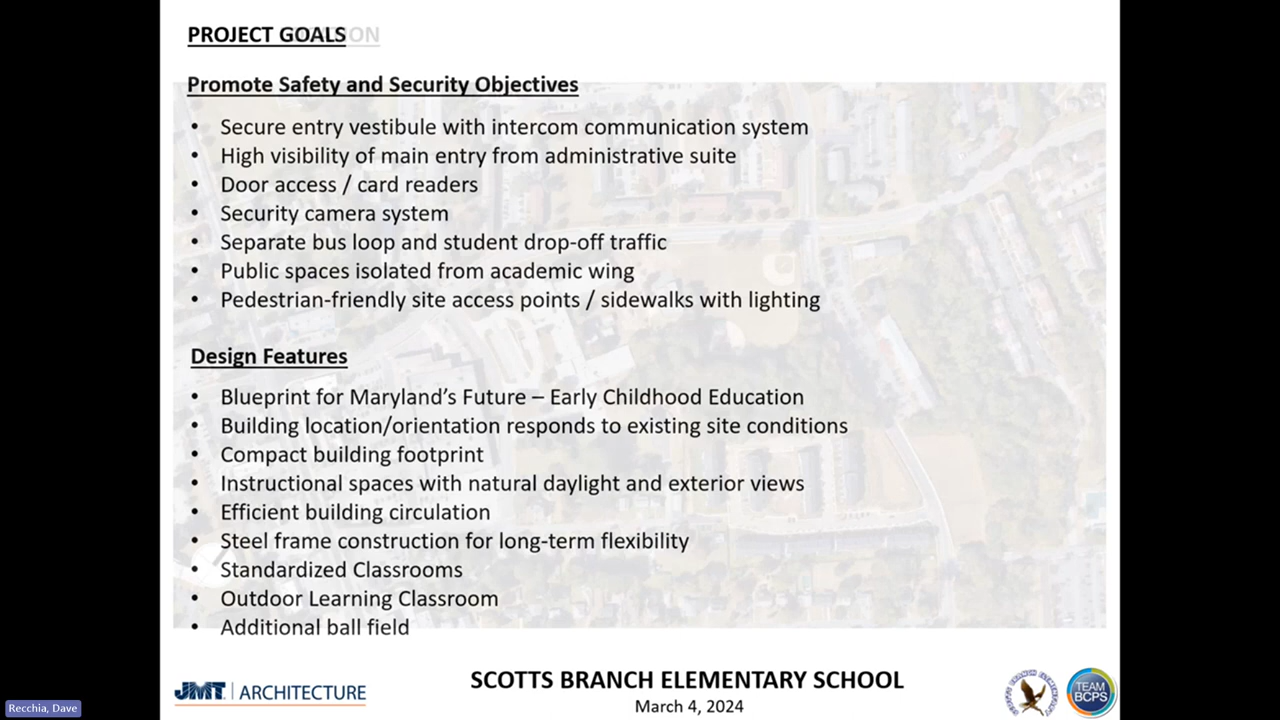 PROJECT GOALS
Promote Safety and Security Objectives
• Secure entry vestibule with intercom communication system
• High visibility of main entry from administrative suite
• Door access / card readers
• Security camera system
• Separate bus loop and student drop-off traffic
• Public spaces isolated from academic wing
• Pedestrian-friendly site access points / sidewalks with lighting
Design Features
• Blueprint for Maryland’s Future – Early Childhood Education
• Building location/orientation responds to existing site conditions
• Compact building footprint
• Instructional spaces with natural daylight and exterior views
• Efficient building circulation
• Steel frame construction for long-term flexibility
• Standardized Classrooms
• Outdoor Learning Classroom
• Additional ball field
JMT | ARCHITECTURE
SCOTTS BRANCH ELEMENTARY SCHOOL
March 4, 2024
SCOTTS BRANCH ELEMENTARY
TEAM
BCPS
Recchia, Dave